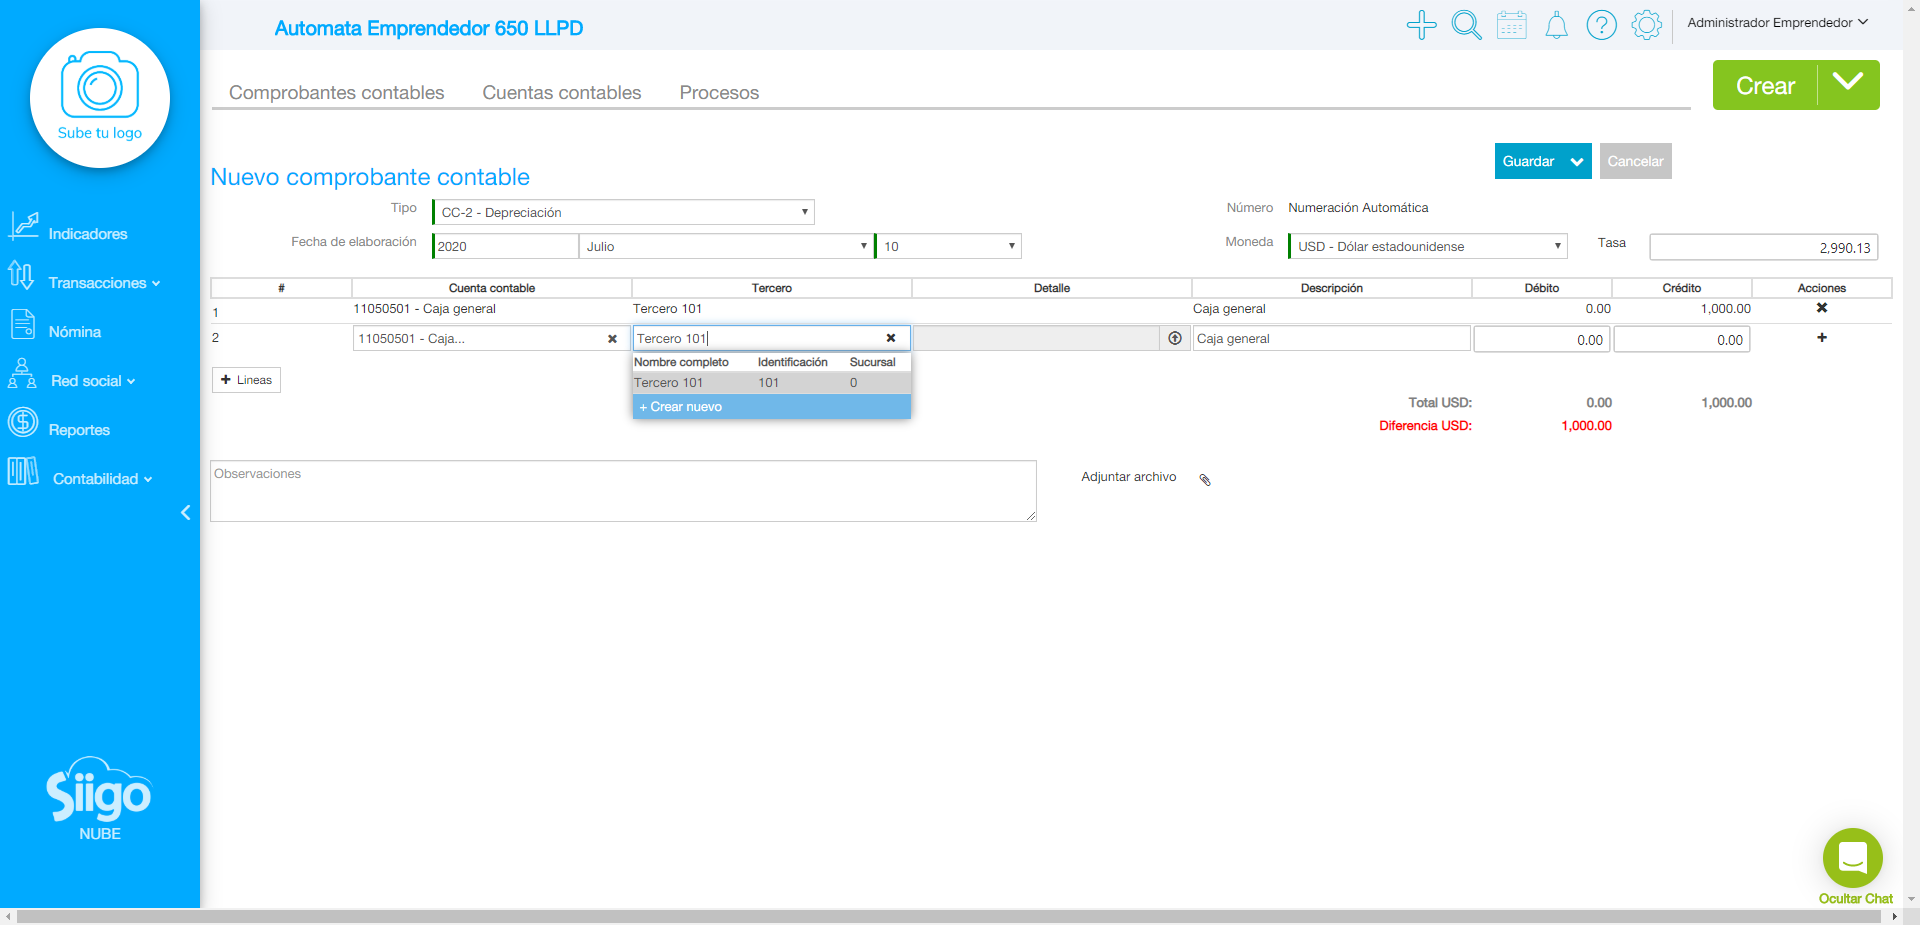 Automata Emprendedor 650 LLPD
Administrador Emprendedor
Sube tu logo
Comprobantes contables Cuentas contables Procesos
Crear
Guardar Cancelar
Nuevo comprobante contable
Tipo CC-2 - Depreciación Número Numeración Automática
Fecha de elaboración 2020 Julio 10 Moneda USD - Dólar estadounidense Tasa 2,990.13
# Cuenta contable Tercero Detalle Descripción Débito Crédito Acciones
1 11050501 - Caja general Tercero 101 Caja general 0.00 1,000.00
2 11050501 - Caja... Tercero 101 Caja general 0.00 0.00
Nombre completo Identificación Sucursal
Tercero 101 101 0
+ Crear nuevo
+ Lineas
Total USD: 0.00 1,000.00
Diferencia USD: 1,000.00
Observaciones
Adjuntar archivo
Indicadores
Transacciones
Nómina
Red social
Reportes
Contabilidad
Siigo
NUBE
Ocultar Chat